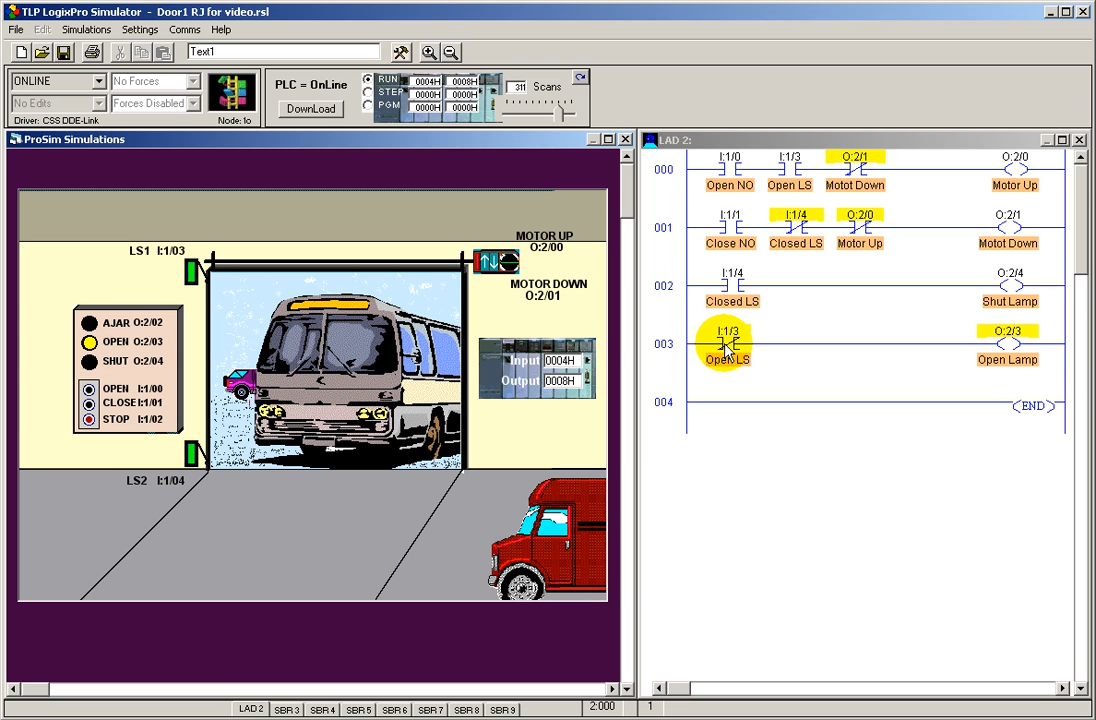 TLP LogixPro Simulator - Door1 RJ for video.rsl
File Edit Simulations Settings Comms Help
Text1
ONLINE No Forces
No Edits Forces Disabled
Driver: CSS DDE-Link Node: 1o
PLC = OnLine
DownLoad
RUN 0004H 0008H
STEP 0000H 0000H
PGM 0000H 0000H
311 Scans
ProSim Simulations
LS1 I:1/03
MOTOR UP
O:2/00
MOTOR DOWN
O:2/01
AJAR O:2/02
OPEN O:2/03
SHUT O:2/04
OPEN I:1/00
CLOSE I:1/01
STOP I:1/02
Input 0004H
Output 0008H
LS2 I:1/04
LAD 2:
I:1/0 I:1/3 O:2/1 O:2/0
000
Open NO Open LS Motot Down Motor Up
I:1/1 I:1/4 O:2/0 O:2/1
001
Close NO Closed LS Motor Up Motot Down
I:1/4 O:2/4
002
Closed LS Shut Lamp
I:1/3 O:2/3
003
Open LS Open Lamp
004 (END)
LAD 2 SBR 3 SBR 4 SBR 5 SBR 6 SBR 7 SBR 8 SBR 9 2:000 1